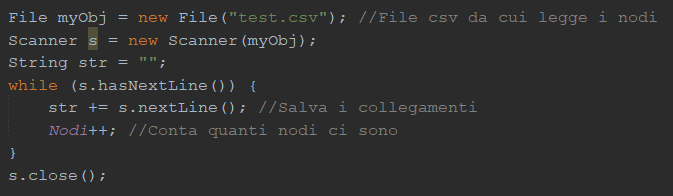 File myObj = new File("test.csv"); //File csv da cui legge i nodi
Scanner s = new Scanner(myObj);
String str = "";
while (s.hasNextLine()) {
    str += s.nextLine(); //Salva i collegamenti
    Nodi++; //Conta quanti nodi ci sono
}
s.close();